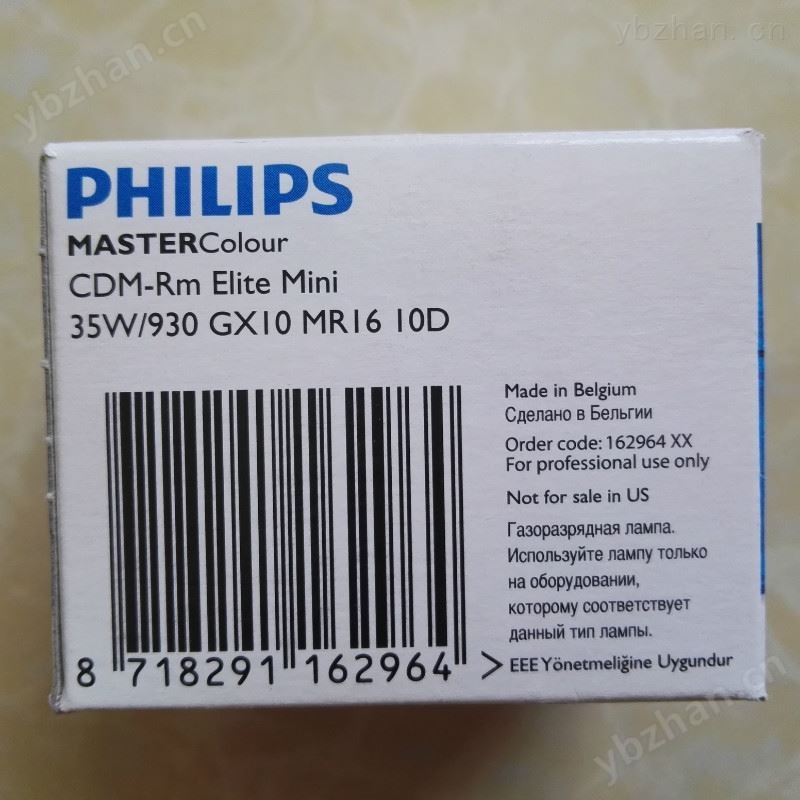 ybzhan.cn
ybzhan.cn
PHILIPS
MASTERColour
CDM-Rm Elite Mini
35W/930 GX10 MR16 10D
Made in Belgium
Сделано в Бельгии
Order code: 162964 XX
For professional use only
Not for sale in US
Газоразрядная лампа.
Используйте лампу только
на оборудовании,
которому соответствует
данный тип лампы.
8 718291 162964 >
EEE Yönetmeliğine Uygundur
ybzhan.cn